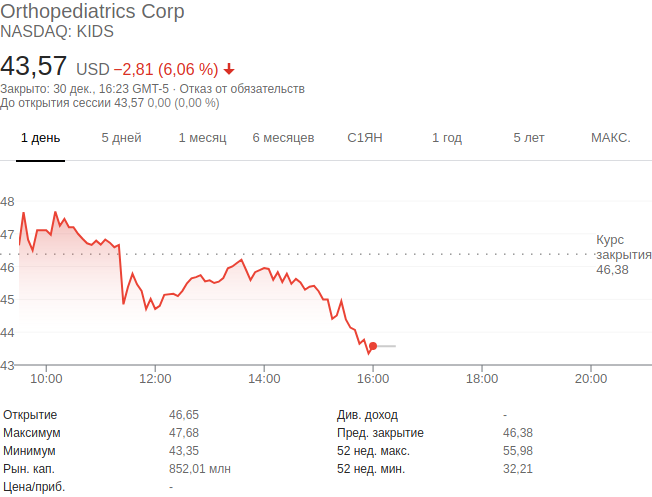 Orthopediatrics Corp
NASDAQ: KIDS
43,57 USD −2,81 (6,06 %)
Закрыто: 30 дек., 16:23 GMT-5 · Отказ от обязательств
До открытия сессии 43,57 0,00 (0,00 %)
1 день 5 дней 1 месяц 6 месяцев С1ЯН 1 год 5 лет МАКС.
48
47
46
45
44
43
Курс
закрытия
46,38
10:00 12:00 14:00 16:00 18:00 20:00
Открытие 46,65 Див. доход -
Максимум 47,68 Пред. закрытие 46,38
Минимум 43,35 52 нед. макс. 55,98
Рын. кап. 852,01 млн 52 нед. мин. 32,21
Цена/приб. -